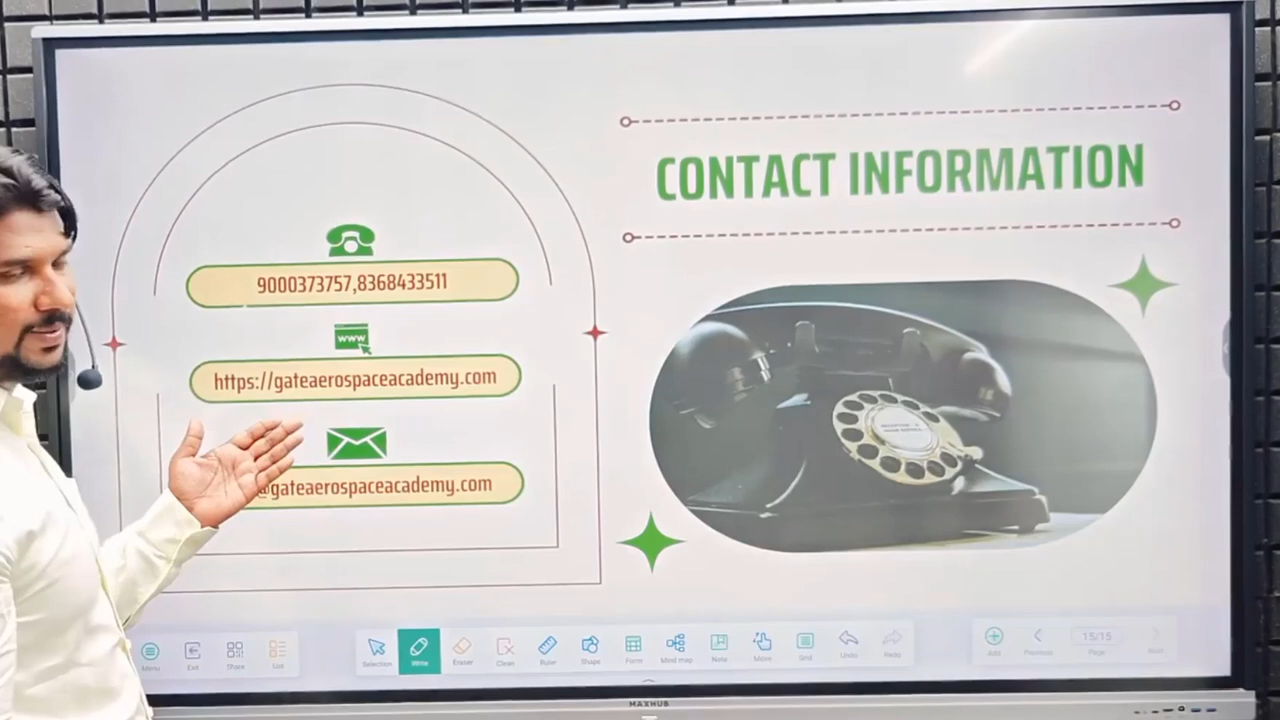 CONTACT INFORMATION
9000373757,8368433511
www
https://gateaerospaceacademy.com
@gateaerospaceacademy.com
Menu
Exit
Share
List
Selection
Write
Eraser
Clean
Ruler
Shape
Form
Mind map
Note
Move
Grid
Undo
Redo
Add
Previous
15/15
Page
Next
MAXHUB